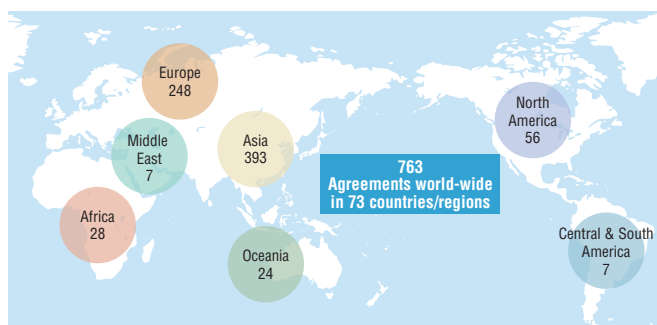 Europe
248
Middle
East
7
Asia
393
North
America
56
763
Agreements world-wide
in 73 countries/regions
Africa
28
Oceania
24
Central & South
America
7